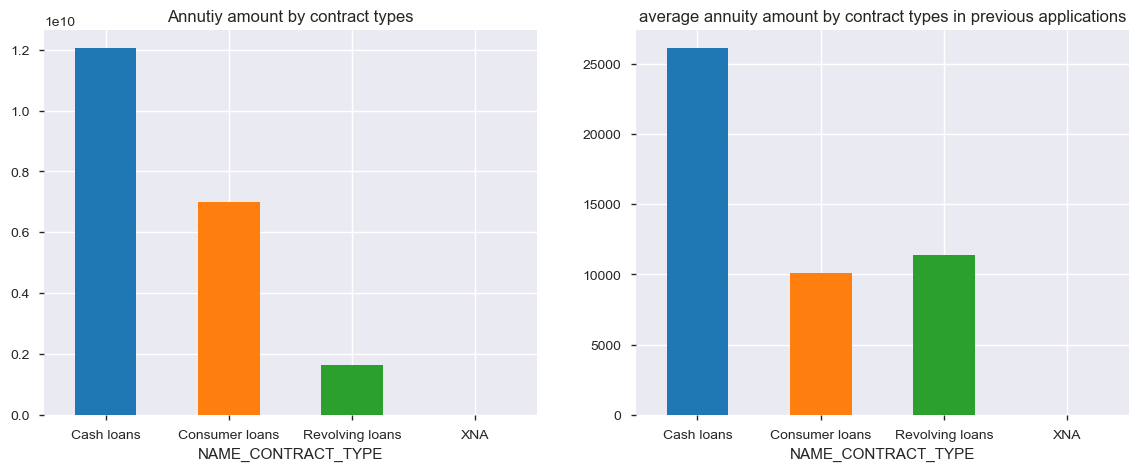 Annutiy amount by contract types
1e10
1.2
1.0
0.8
0.6
0.4
0.2
0.0
Cash loans Consumer loans Revolving loans XNA
NAME_CONTRACT_TYPE
average annuity amount by contract types in previous applications
25000
20000
15000
10000
5000
0
Cash loans Consumer loans Revolving loans XNA
NAME_CONTRACT_TYPE